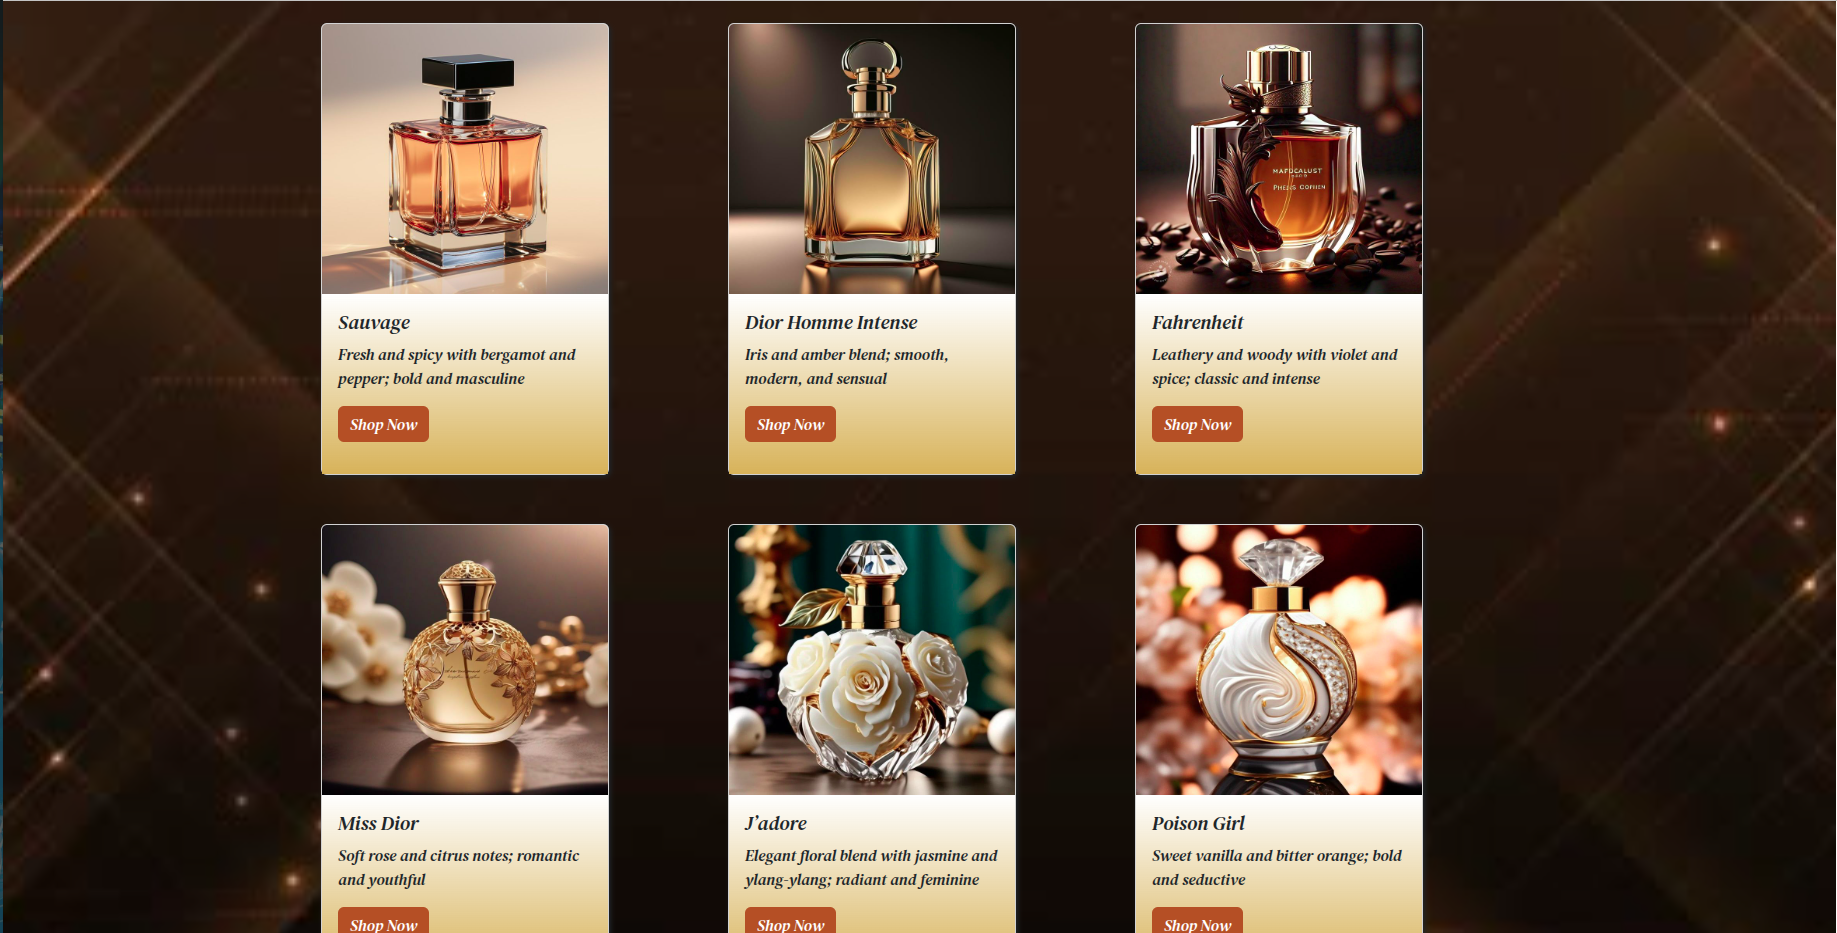 MAFUCALUST
Sauvage
Fresh and spicy with bergamot and
pepper; bold and masculine
Shop Now
Dior Homme Intense
Iris and amber blend; smooth,
modern, and sensual
Shop Now
Fahrenheit
Leathery and woody with violet and
spice; classic and intense
Shop Now
Miss Dior
Soft rose and citrus notes; romantic
and youthful
Shop Now
J’adore
Elegant floral blend with jasmine and
ylang-ylang; radiant and feminine
Shop Now
Poison Girl
Sweet vanilla and bitter orange; bold
and seductive
Shop Now